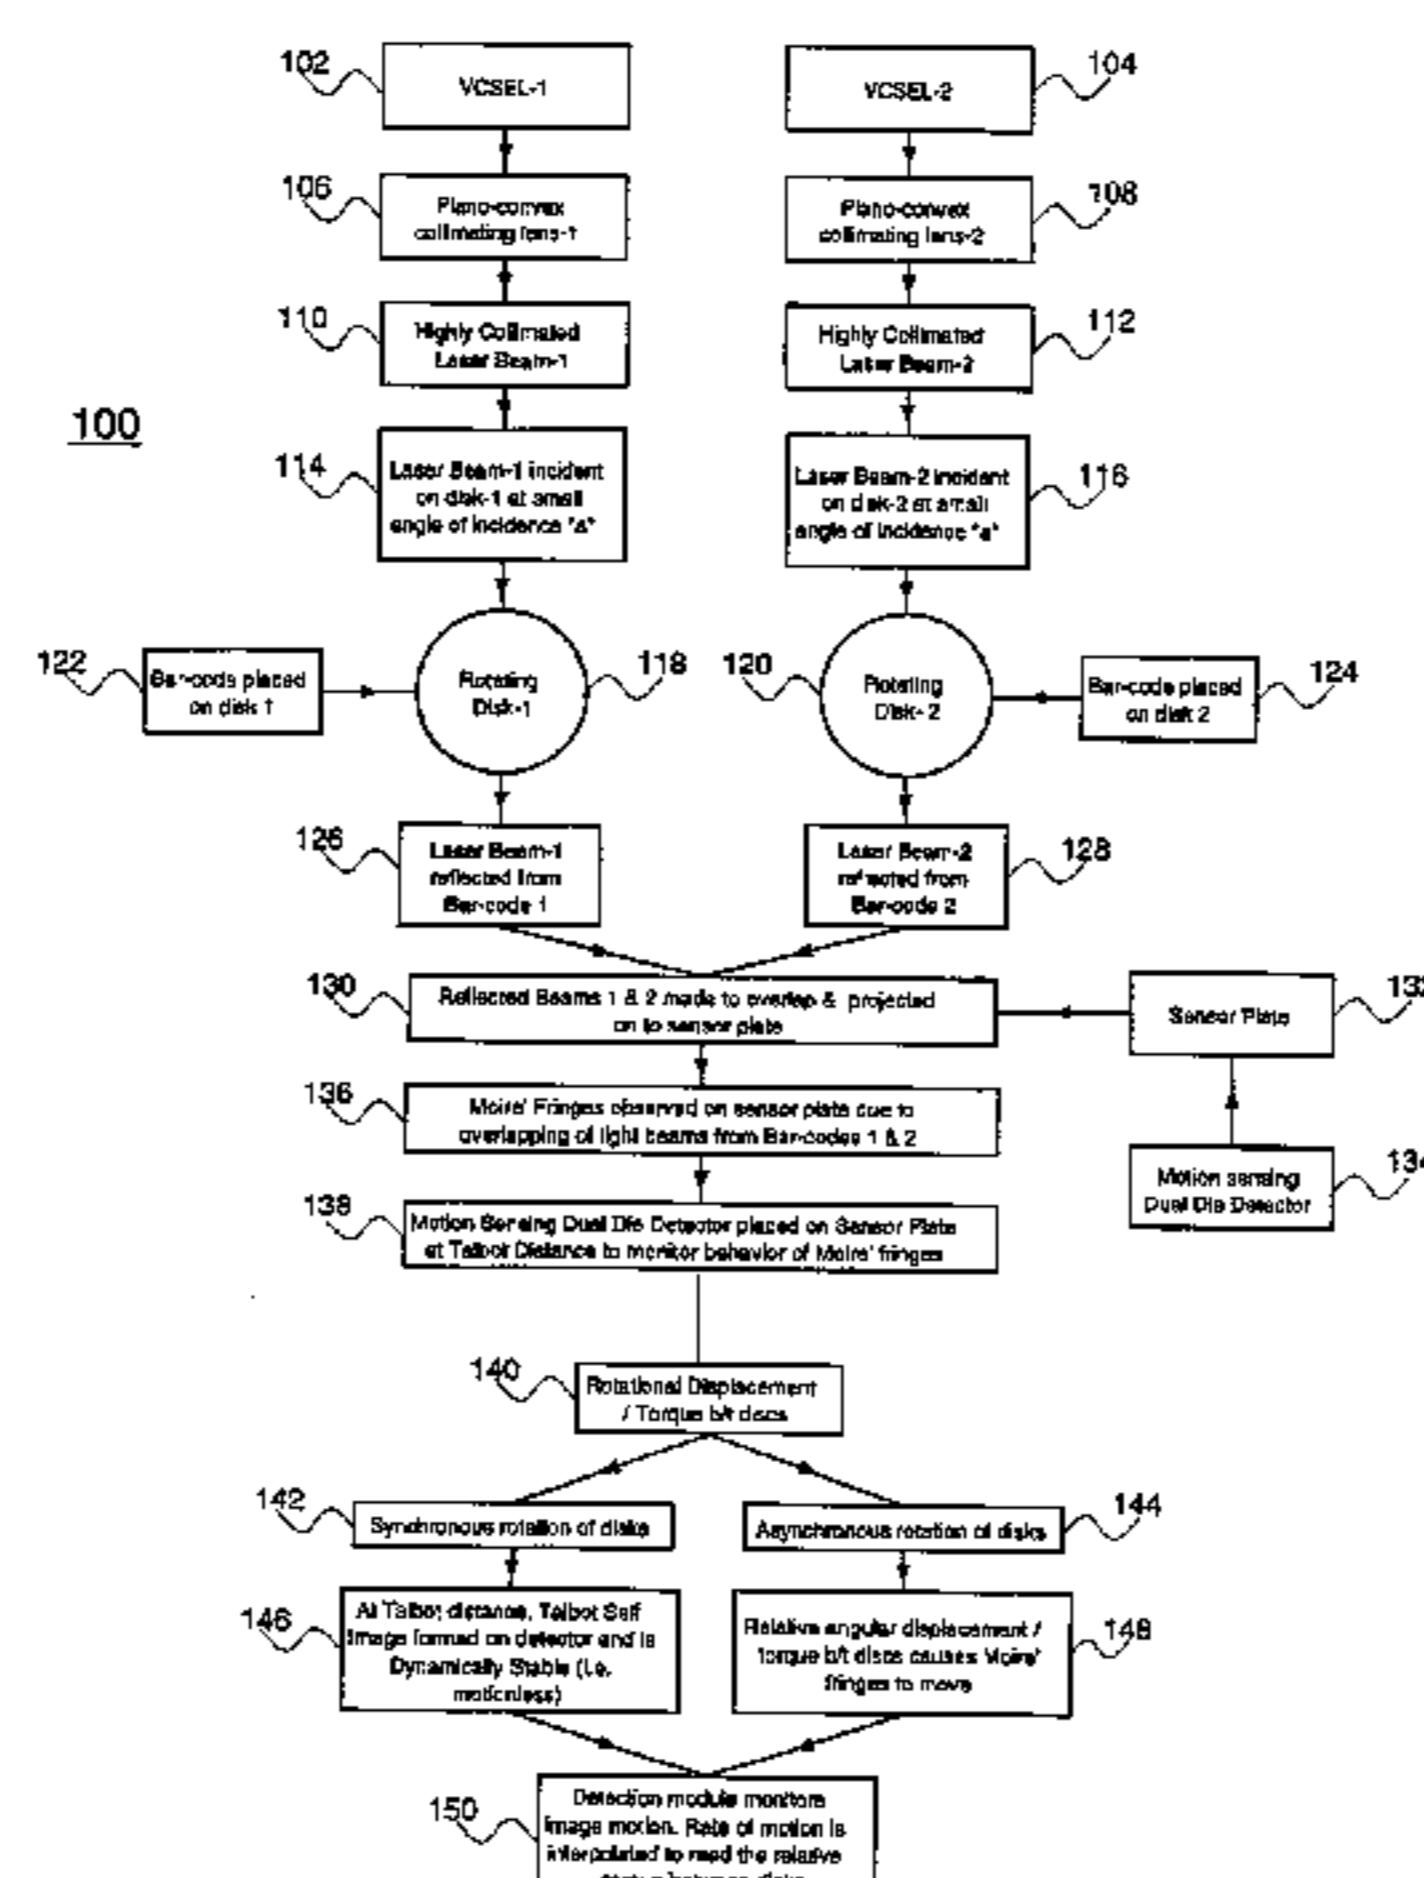 102
VCSEL-1
VCSEL-2
104
106
Plano-convex
collimating lens-1
Plano-convex
collimating lens-2
108
110
Highly Collimated
Laser Beam-1
Highly Collimated
Laser Beam-2
112
100
114
Laser Beam-1 incident
on disk-1 at small
angle of incidence "a"
Laser Beam-2 incident
on disk-2 at small
angle of incidence "a"
116
122
Bar-code placed
on disk 1
Rotating
Disk-1
118
120
Rotating
Disk-2
Bar-code placed
on disk 2
124
126
Laser Beam-1
reflected from
Bar-code 1
Laser Beam-2
reflected from
Bar-code 2
128
130
Reflected Beams 1 & 2 made to overlap & projected
on to sensor plate
Sensor Plate
132
136
Moire' Fringes observed on sensor plate due to
overlapping of light beams from Bar-codes 1 & 2
Motion sensing
Dual Die Detector
134
138
Motion Sensing Dual Die Detector placed on Sensor Plate
at Talbot Distance to monitor behavior of Moire' fringes
140
Rotational Displacement
/ Torque b/t discs
142
Synchronous rotation of disks
Asynchronous rotation of disks
144
146
At Talbot distance, Talbot Self
Image formed on detector and is
Dynamically Stable (i.e.
motionless)
Relative angular displacement /
torque b/t discs causes Moire'
fringes to move
148
150
Detection module monitors
image motion. Rate of motion is
interpolated to read the relative